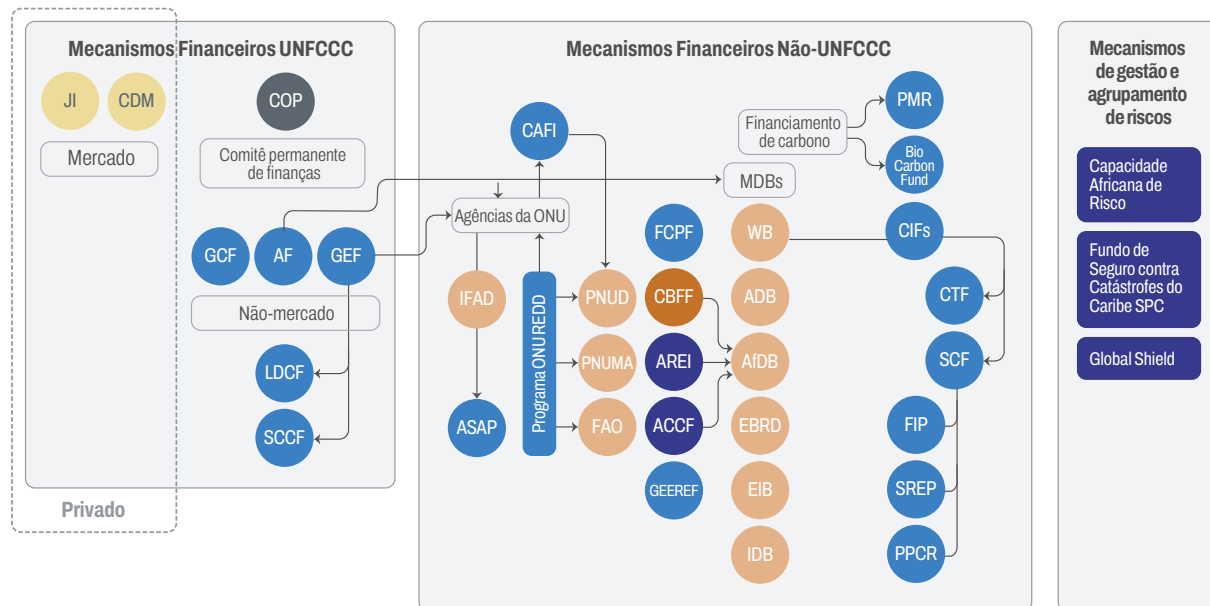 Mecanismos Financeiros UNFCCC
JI
CDM
COP
Mercado
Comitê permanente
de finanças
GCF
AF
GEF
Não-mercado
LDCF
SCCF
Privado
Mecanismos Financeiros Não-UNFCCC
CAFI
Financiamento
de carbono
PMR
Bio
Carbon
Fund
MDBs
Agências da ONU
IFAD
ASAP
Programa ONU REDD
PNUD
PNUMA
FAO
FCPF
CBFF
AREI
ACCF
GEEREF
WB
ADB
AfDB
EBRD
EIB
IDB
CIFs
CTF
SCF
FIP
SREP
PPCR
Mecanismos
de gestão e
agrupamento
de riscos
Capacidade
Africana de
Risco
Fundo de
Seguro contra
Catástrofes do
Caribe SPC
Global Shield